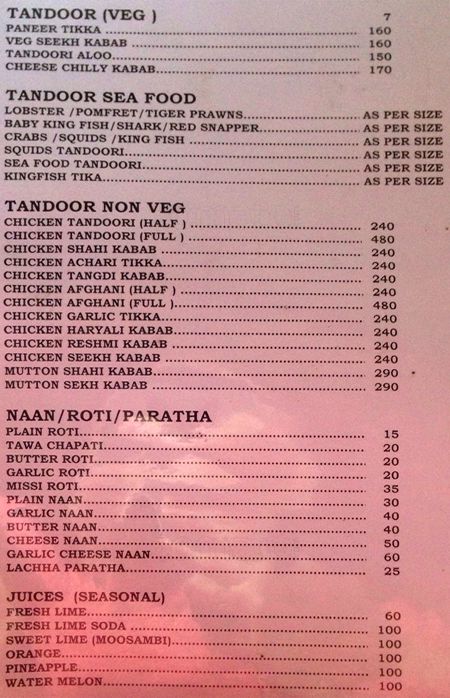 TANDOOR (VEG ) 7
PANEER TIKKA ............ 160
VEG SEEKH KABAB ............ 160
TANDOORI ALOO............ 150
CHEESE CHILLY KABAB............ 170
TANDOOR SEA FOOD
LOBSTER /POMFRET/TIGER PRAWNS............ AS PER SIZE
BABY KING FISH/SHARK/RED SNAPPER............ AS PER SIZE
CRABS /SQUIDS /KING FISH ............ AS PER SIZE
SQUIDS TANDOORI............ AS PER SIZE
SEA FOOD TANDOORI............ AS PER SIZE
KINGFISH TIKA............ AS PER SIZE
TANDOOR NON VEG
CHICKEN TANDOORI (HALF ) ............ 240
CHICKEN TANDOORI (FULL ) ............ 480
CHICKEN SHAHI KABAB ............ 240
CHICKEN ACHARI TIKKA............ 240
CHICKEN TANGDI KABAB............ 240
CHICKEN AFGHANI (HALF ) ............ 240
CHICKEN AFGHANI (FULL )............ 480
CHICKEN GARLIC TIKKA............ 240
CHICKEN HARYALI KABAB............ 240
CHICKEN RESHMI KABAB ............ 240
CHICKEN SEEKH KABAB ............ 240
MUTTON SHAHI KABAB............ 290
MUTTON SEKH KABAB ............ 290
NAAN/ROTI/PARATHA
PLAIN ROTI............ 15
TAWA CHAPATI............ 20
BUTTER ROTI............ 20
GARLIC ROTI............ 20
MISSI ROTI............ 35
PLAIN NAAN............ 30
GARLIC NAAN............ 40
BUTTER NAAN............ 40
CHEESE NAAN............ 50
GARLIC CHEESE NAAN............ 60
LACHHA PARATHA............ 25
JUICES (SEASONAL)
FRESH LIME............ 60
FRESH LIME SODA ............ 100
SWEET LIME (MOOSAMBI)............ 100
ORANGE............ 100
PINEAPPLE............ 100
WATER MELON............ 100